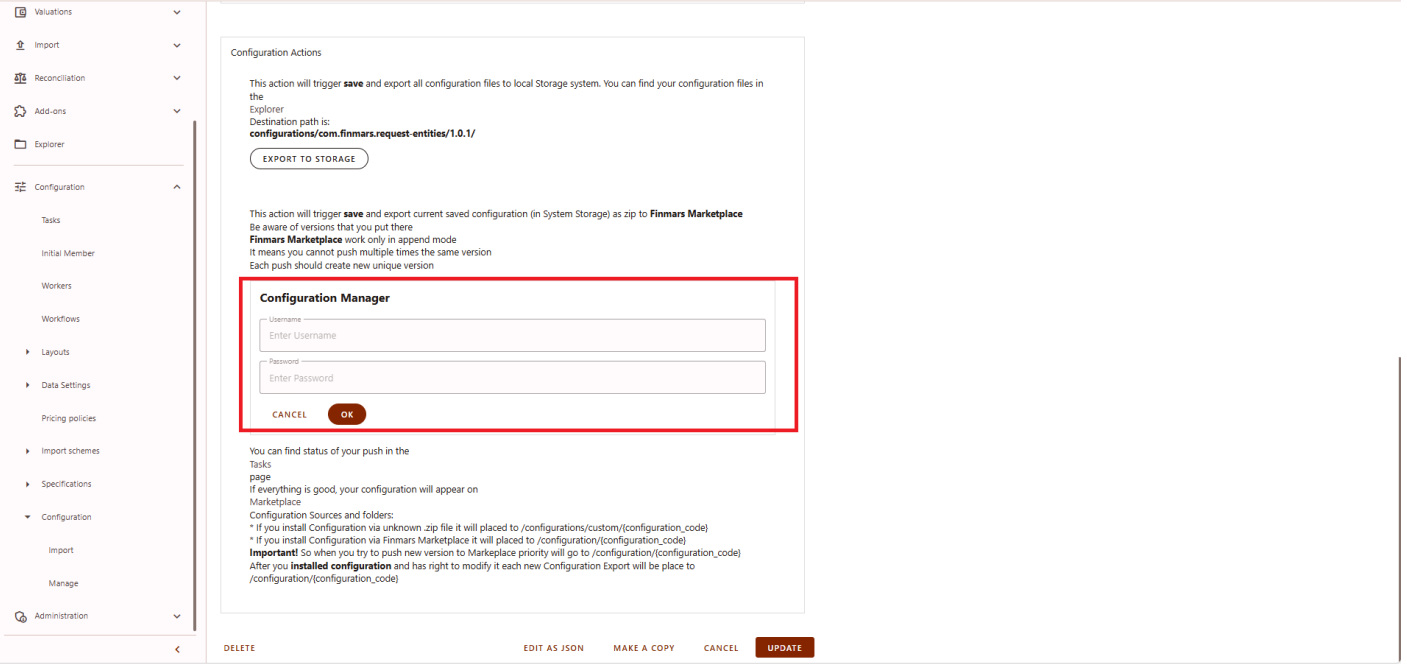 Valuations
Import
Reconciliation
Add-ons
Explorer
Configuration
Tasks
Initial Member
Workers
Workflows
Layouts
Data Settings
Pricing policies
Import schemes
Specifications
Configuration
Import
Manage
Administration
Configuration Actions
This action will trigger save and export all configuration files to local Storage system. You can find your configuration files in
the
Explorer
Destination path is:
configurations/com.finmars.request-entities/1.0.1/
EXPORT TO STORAGE
This action will trigger save and export current saved configuration (in System Storage) as zip to Finmars Marketplace
Be aware of versions that you put there
Finmars Marketplace work only in append mode
It means you cannot push multiple times the same version
Each push should create new unique version
Configuration Manager
Username
Enter Username
Password
Enter Password
CANCEL OK
You can find status of your push in the
Tasks
page
If everything is good, your configuration will appear on
Marketplace
Configuration Sources and folders:
* If you install Configuration via unknown .zip file it will placed to /configurations/custom/{configuration_code}
* If you install Configuration via Finmars Marketplace it will placed to /configuration/{configuration_code}
Important! So when you try to push new version to Markeplace priority will go to /configuration/{configuration_code}
After you installed configuration and has right to modify it each new Configuration Export will be place to
/configuration/{configuration_code}
DELETE EDIT AS JSON MAKE A COPY CANCEL UPDATE